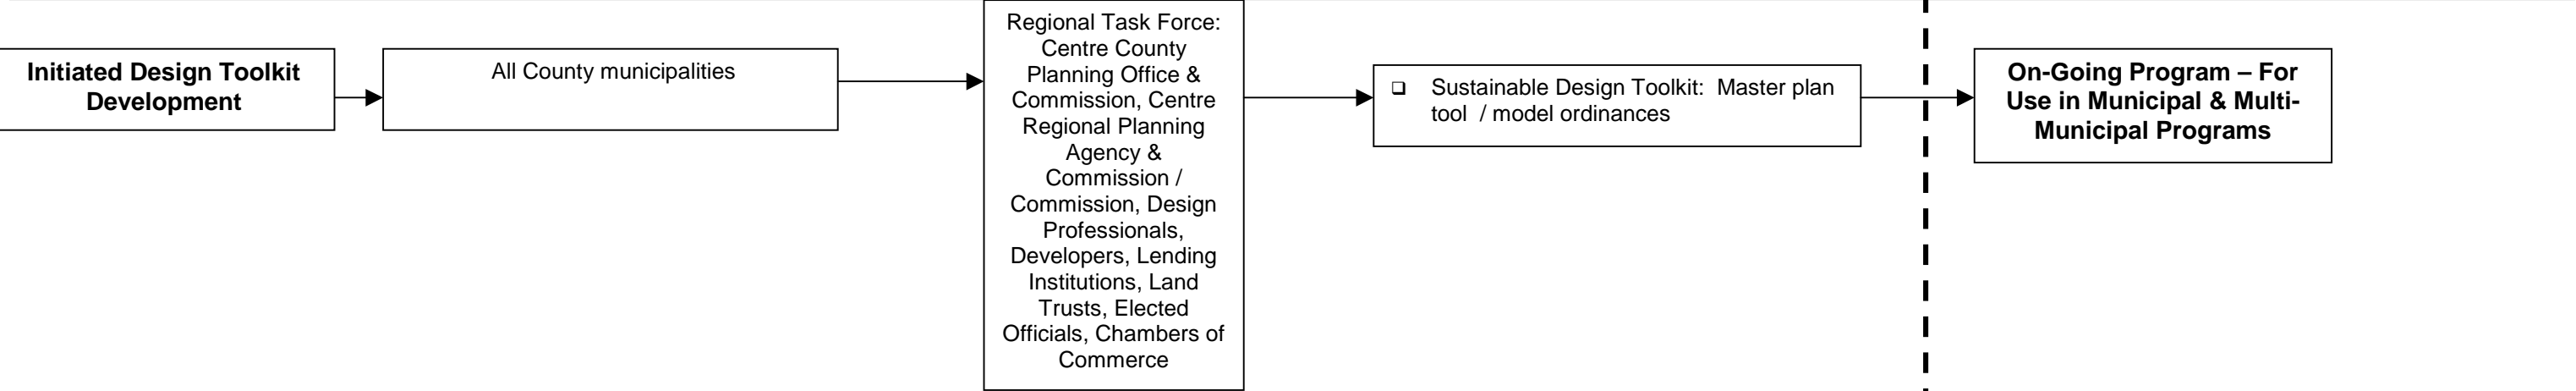 Initiated Design Toolkit
Development
All County municipalities
Regional Task Force:
Centre County
Planning Office &
Commission, Centre
Regional Planning
Agency &
Commission /
Commission, Design
Professionals,
Developers, Lending
Institutions, Land
Trusts, Elected
Officials, Chambers of
Commerce
❑ Sustainable Design Toolkit:  Master plan
tool  / model ordinances
On-Going Program – For
Use in Municipal & Multi-
Municipal Programs